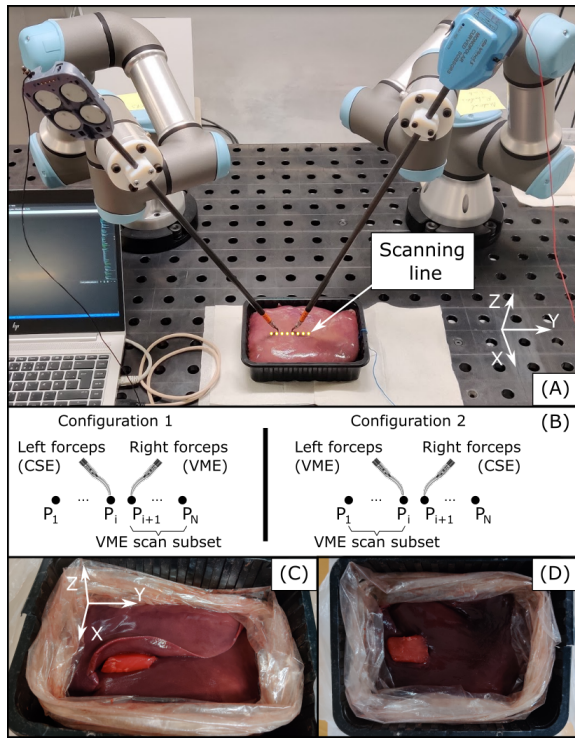 Scanning
line
Z
Y
X
(A)
hp
Configuration 1
Configuration 2
(B)
Left forceps
(CSE)
Right forceps
(VME)
Left forceps
(VME)
Right forceps
(CSE)
... ...
P1 Pi Pi+1 PN
VME scan subset
... ...
P1 Pi Pi+1 PN
VME scan subset
(C)
Z
Y
X
(D)